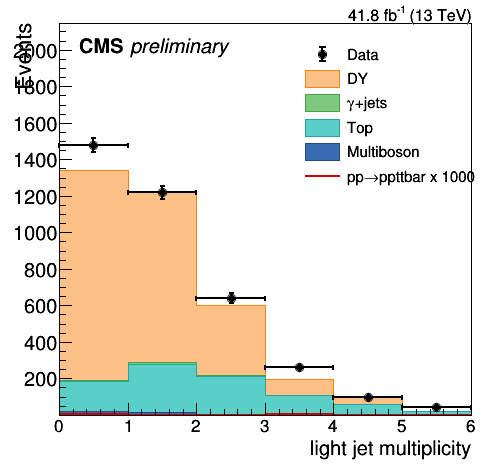 41.8 fb⁻¹ (13 TeV)
CMS preliminary
Events
Data
DY
γ+jets
Top
Multiboson
pp→ppttbar x 1000
2000
1800
1600
1400
1200
1000
800
600
400
200
0 1 2 3 4 5 6
light jet multiplicity